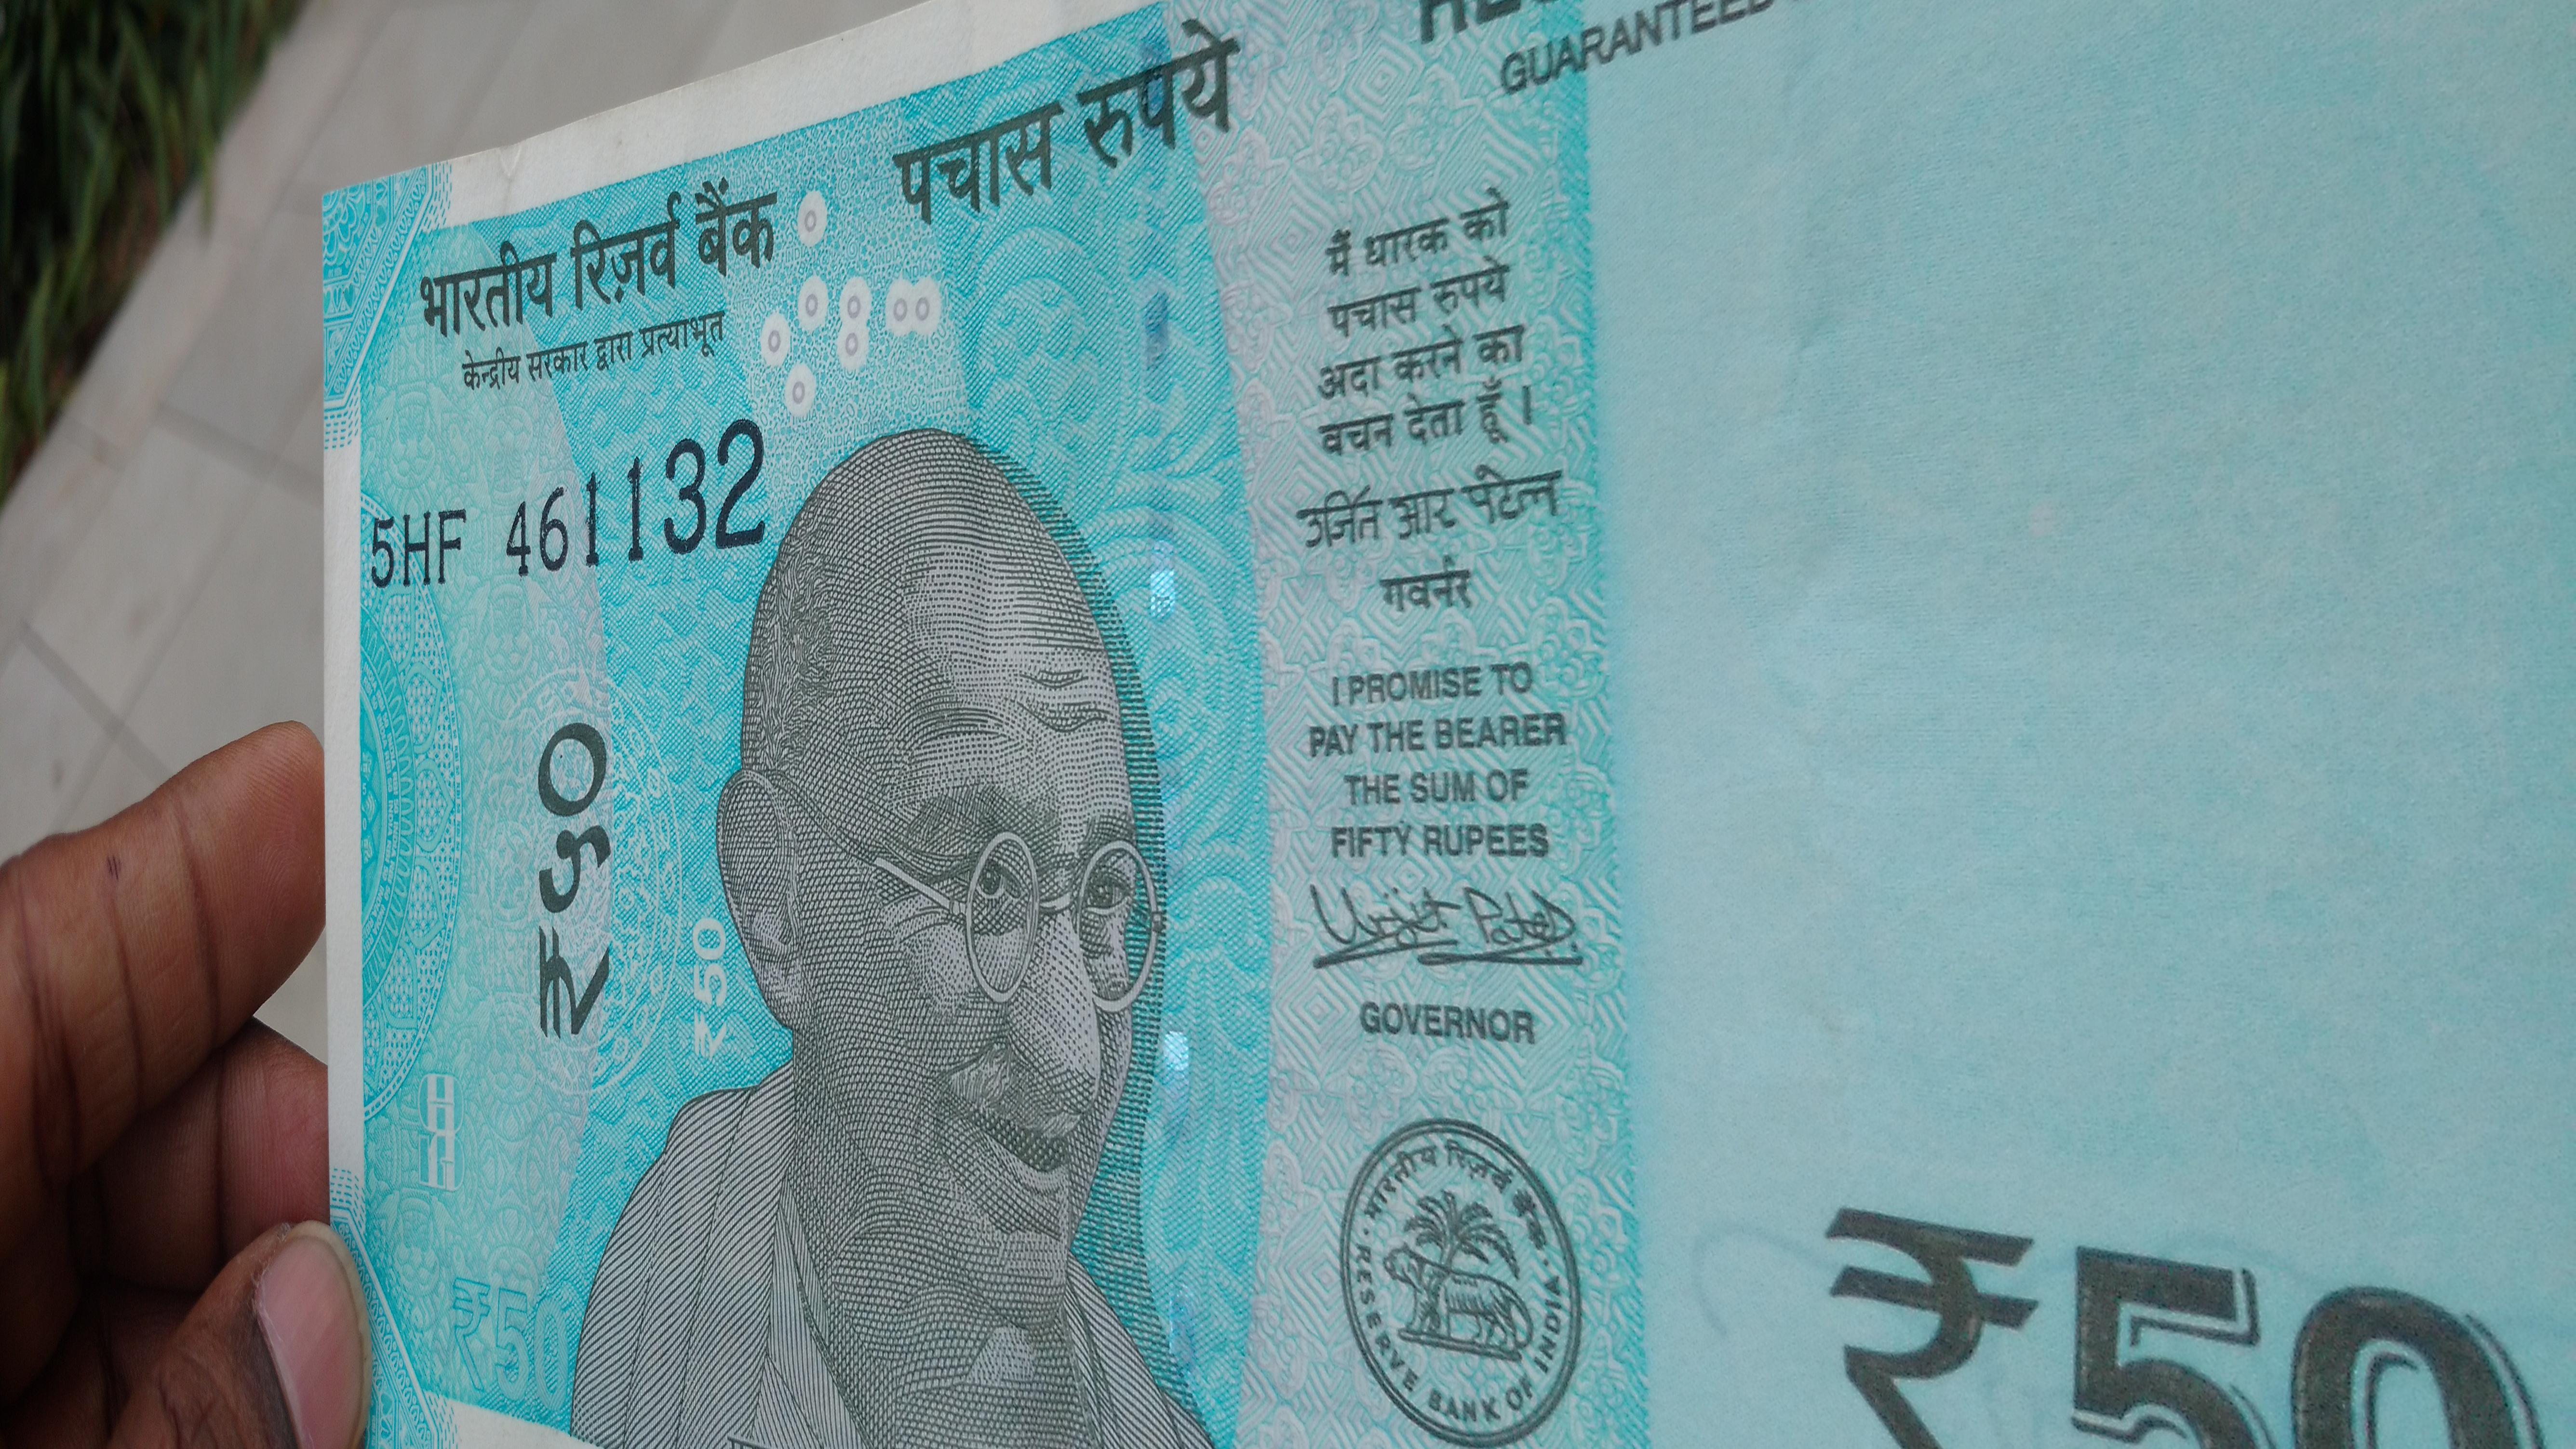 भारतीय रिज़र्व बैंक
केन्द्रीय सरकार द्वारा प्रत्याभूत
पचास रुपये
GUARANTEED
5HF 461132
₹५०
₹50
₹50
मैं धारक को
पचास रुपये
अदा करने का
वचन देता हूँ ।
उर्जित आर पटेल
गवर्नर
I PROMISE TO
PAY THE BEARER
THE SUM OF
FIFTY RUPEES
Urjit Patel
GOVERNOR
भारतीय रिज़र्व बैंक
RESERVE BANK OF INDIA
₹50